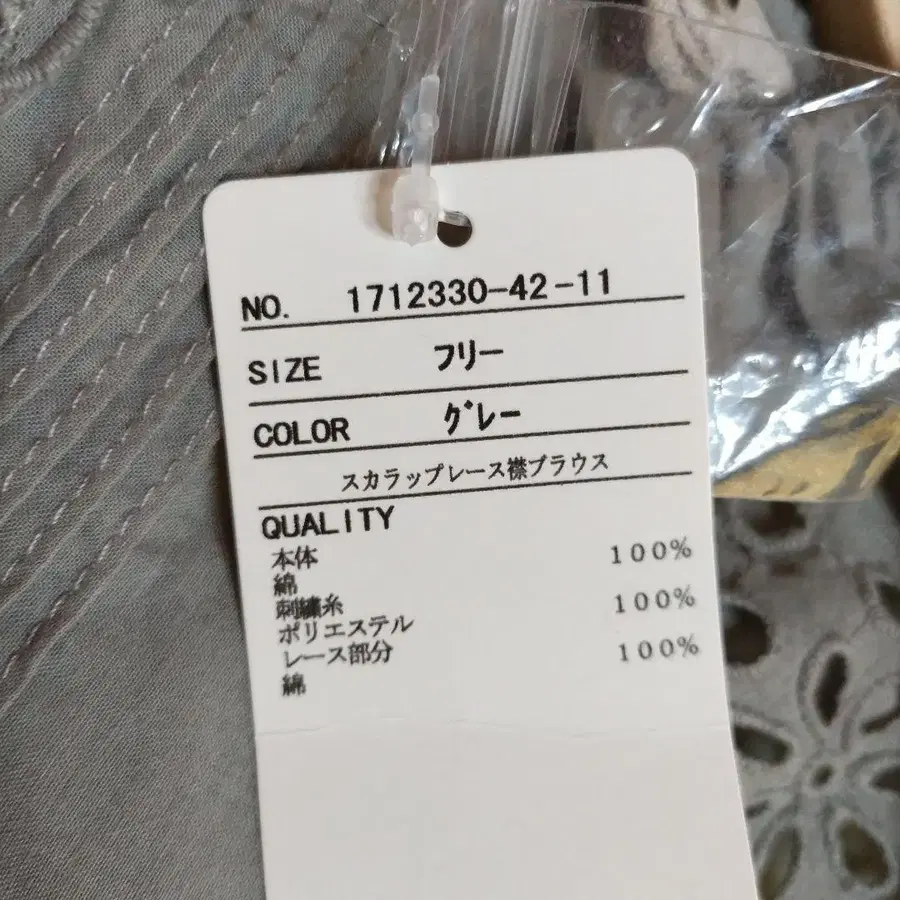 NO. 1712330-42-11
SIZE フリー
COLOR グレー
スカラップレース襟ブラウス
QUALITY
本体
綿 100%
刺繍糸
ポリエステル 100%
レース部分
綿 100%